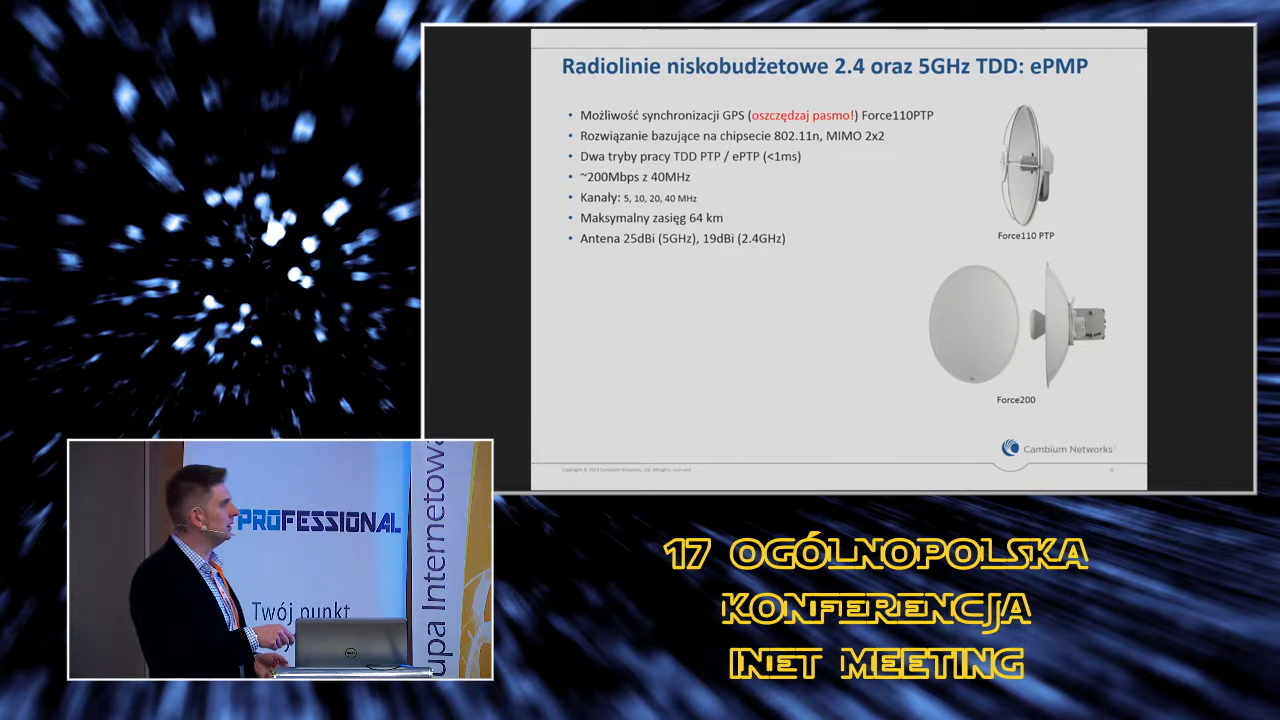 Radiolinie niskobudżetowe 2.4 oraz 5GHz TDD: ePMP
• Możliwość synchronizacji GPS (oszczędzaj pasmo!) Force110PTP
• Rozwiązanie bazujące na chipsecie 802.11n, MIMO 2x2
• Dwa tryby pracy TDD PTP / ePTP (<1ms)
• ~200Mbps z 40MHz
• Kanały: 5, 10, 20, 40 MHz
• Maksymalny zasięg 64 km
• Antena 25dBi (5GHz), 19dBi (2.4GHz)
Force110 PTP
Force200
Cambium Networks
PROFESSIONAL
Twój punkt
upa Internetowa
DELL
17 OGÓLNOPOLSKA
KONFERENCJA
INET MEETING